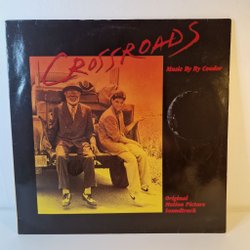 CROSSROADS
Music By Ry Cooder
Original
Motion Picture
Soundtrack